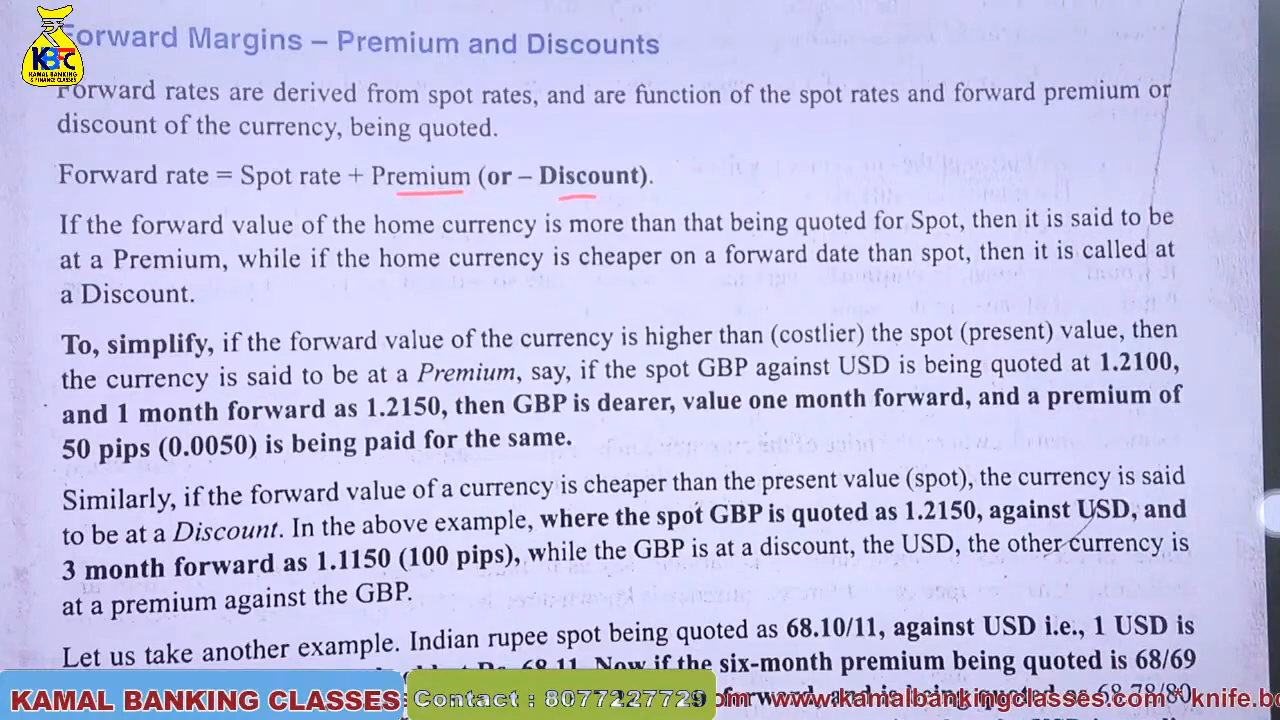 Forward Margins – Premium and Discounts
KBFC
KAMAL BANKING
& FINANCE CLASSES
Forward rates are derived from spot rates, and are function of the spot rates and forward premium or
discount of the currency, being quoted.
Forward rate = Spot rate + Premium (or – Discount).
If the forward value of the home currency is more than that being quoted for Spot, then it is said to be
at a Premium, while if the home currency is cheaper on a forward date than spot, then it is called at
a Discount.
To, simplify, if the forward value of the currency is higher than (costlier) the spot (present) value, then
the currency is said to be at a Premium, say, if the spot GBP against USD is being quoted at 1.2100,
and 1 month forward as 1.2150, then GBP is dearer, value one month forward, and a premium of
50 pips (0.0050) is being paid for the same.
Similarly, if the forward value of a currency is cheaper than the present value (spot), the currency is said
to be at a Discount. In the above example, where the spot GBP is quoted as 1.2150, against USD, and
3 month forward as 1.1150 (100 pips), while the GBP is at a discount, the USD, the other currency is
at a premium against the GBP.
Let us take another example. Indian rupee spot being quoted as 68.10/11, against USD i.e., 1 USD is
68.11. Now if the six-month premium being quoted is 68/69
forward, and is being quoted as 68.78/80,
KAMAL BANKING CLASSES
Contact : 8077227729
www.kamalbankingclasses.com